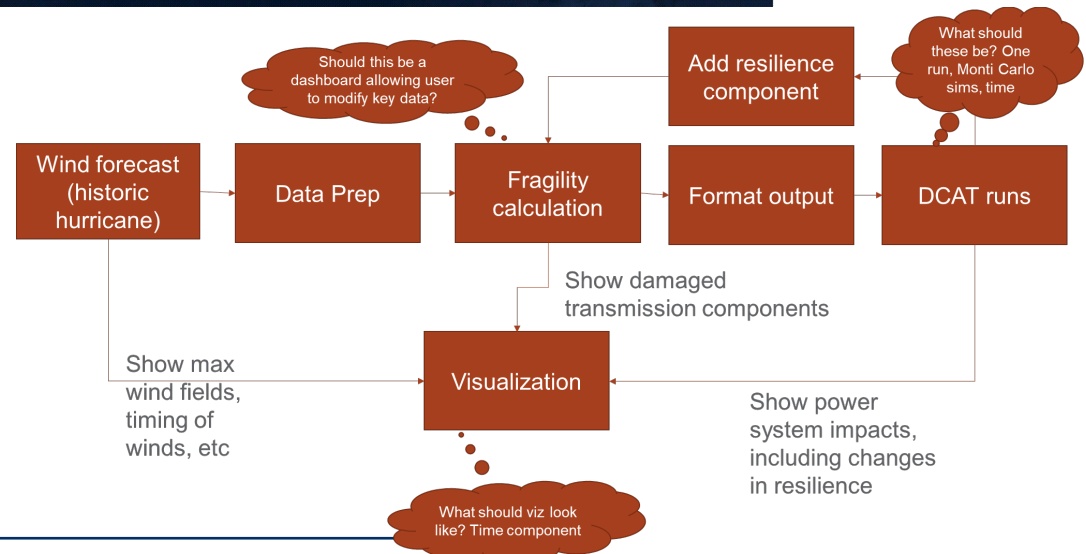 What should
these be? One
run, Monti Carlo
sims, time
Should this be a
dashboard allowing user
to modify key data?
Add resilience
component
Wind forecast
(historic
hurricane)
Data Prep
Fragility
calculation
Format output
DCAT runs
Show damaged
transmission components
Show max
wind fields,
timing of
winds, etc
Visualization
Show power
system impacts,
including changes
in resilience
What should viz look
like? Time component